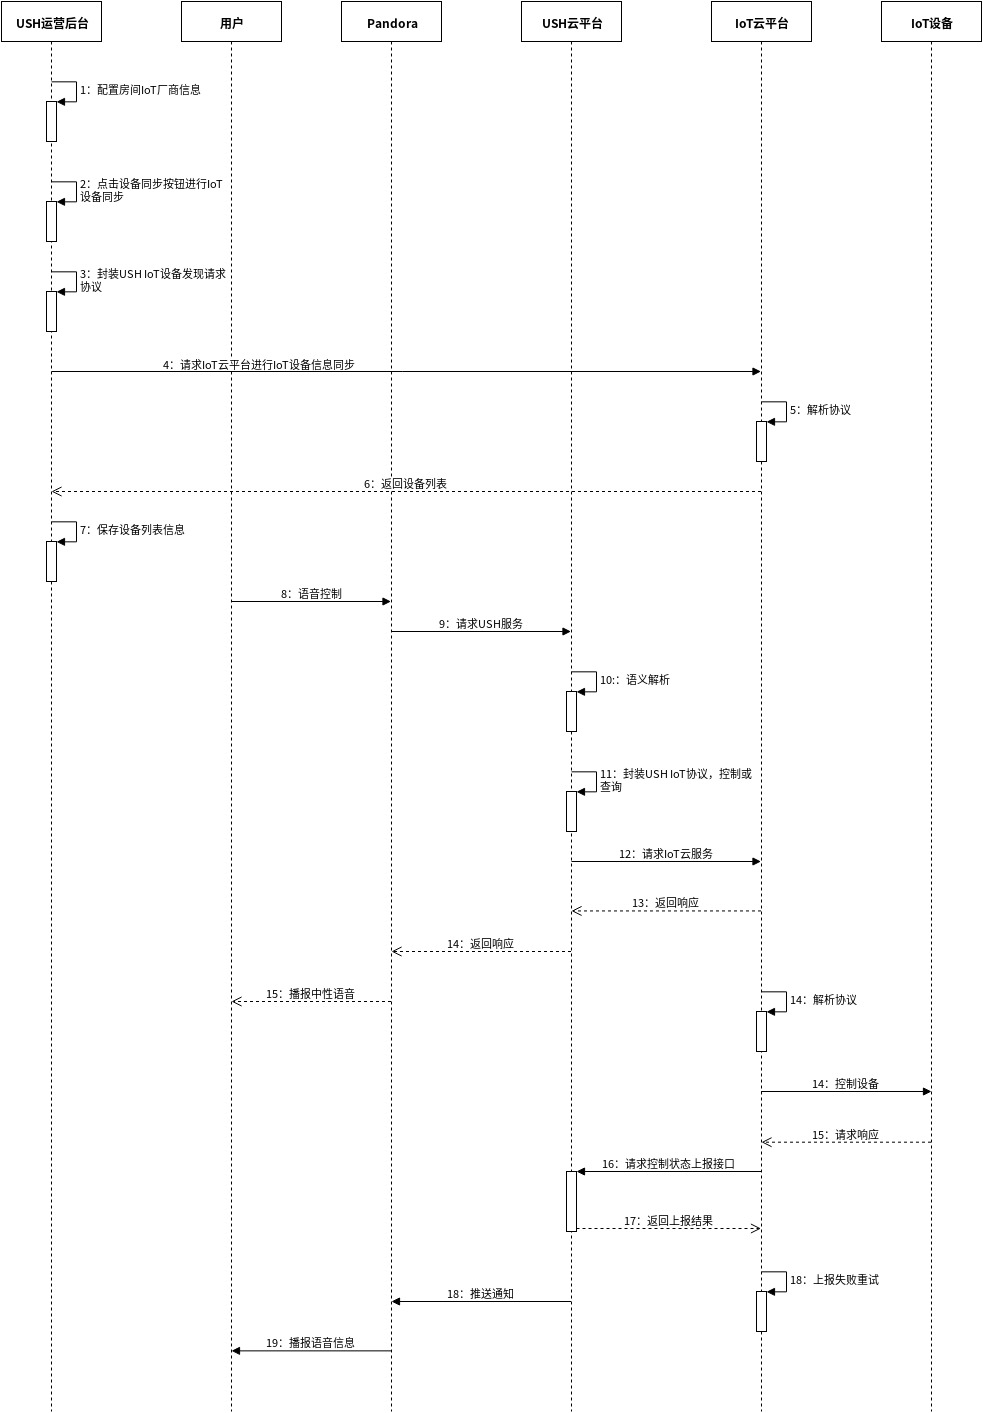 USH运营后台
用户
Pandora
USH云平台
IoT云平台
IoT设备
1：配置房间IoT厂商信息
2：点击设备同步按钮进行IoT
设备同步
3：封装USH IoT设备发现请求
协议
4：请求IoT云平台进行IoT设备信息同步
5：解析协议
6：返回设备列表
7：保存设备列表信息
8：语音控制
9：请求USH服务
10:：语义解析
11：封装USH IoT协议，控制或
查询
12：请求IoT云服务
13：返回响应
14：返回响应
15：播报中性语音
14：解析协议
14：控制设备
15：请求响应
16：请求控制状态上报接口
17：返回上报结果
18：上报失败重试
18：推送通知
19：播报语音信息